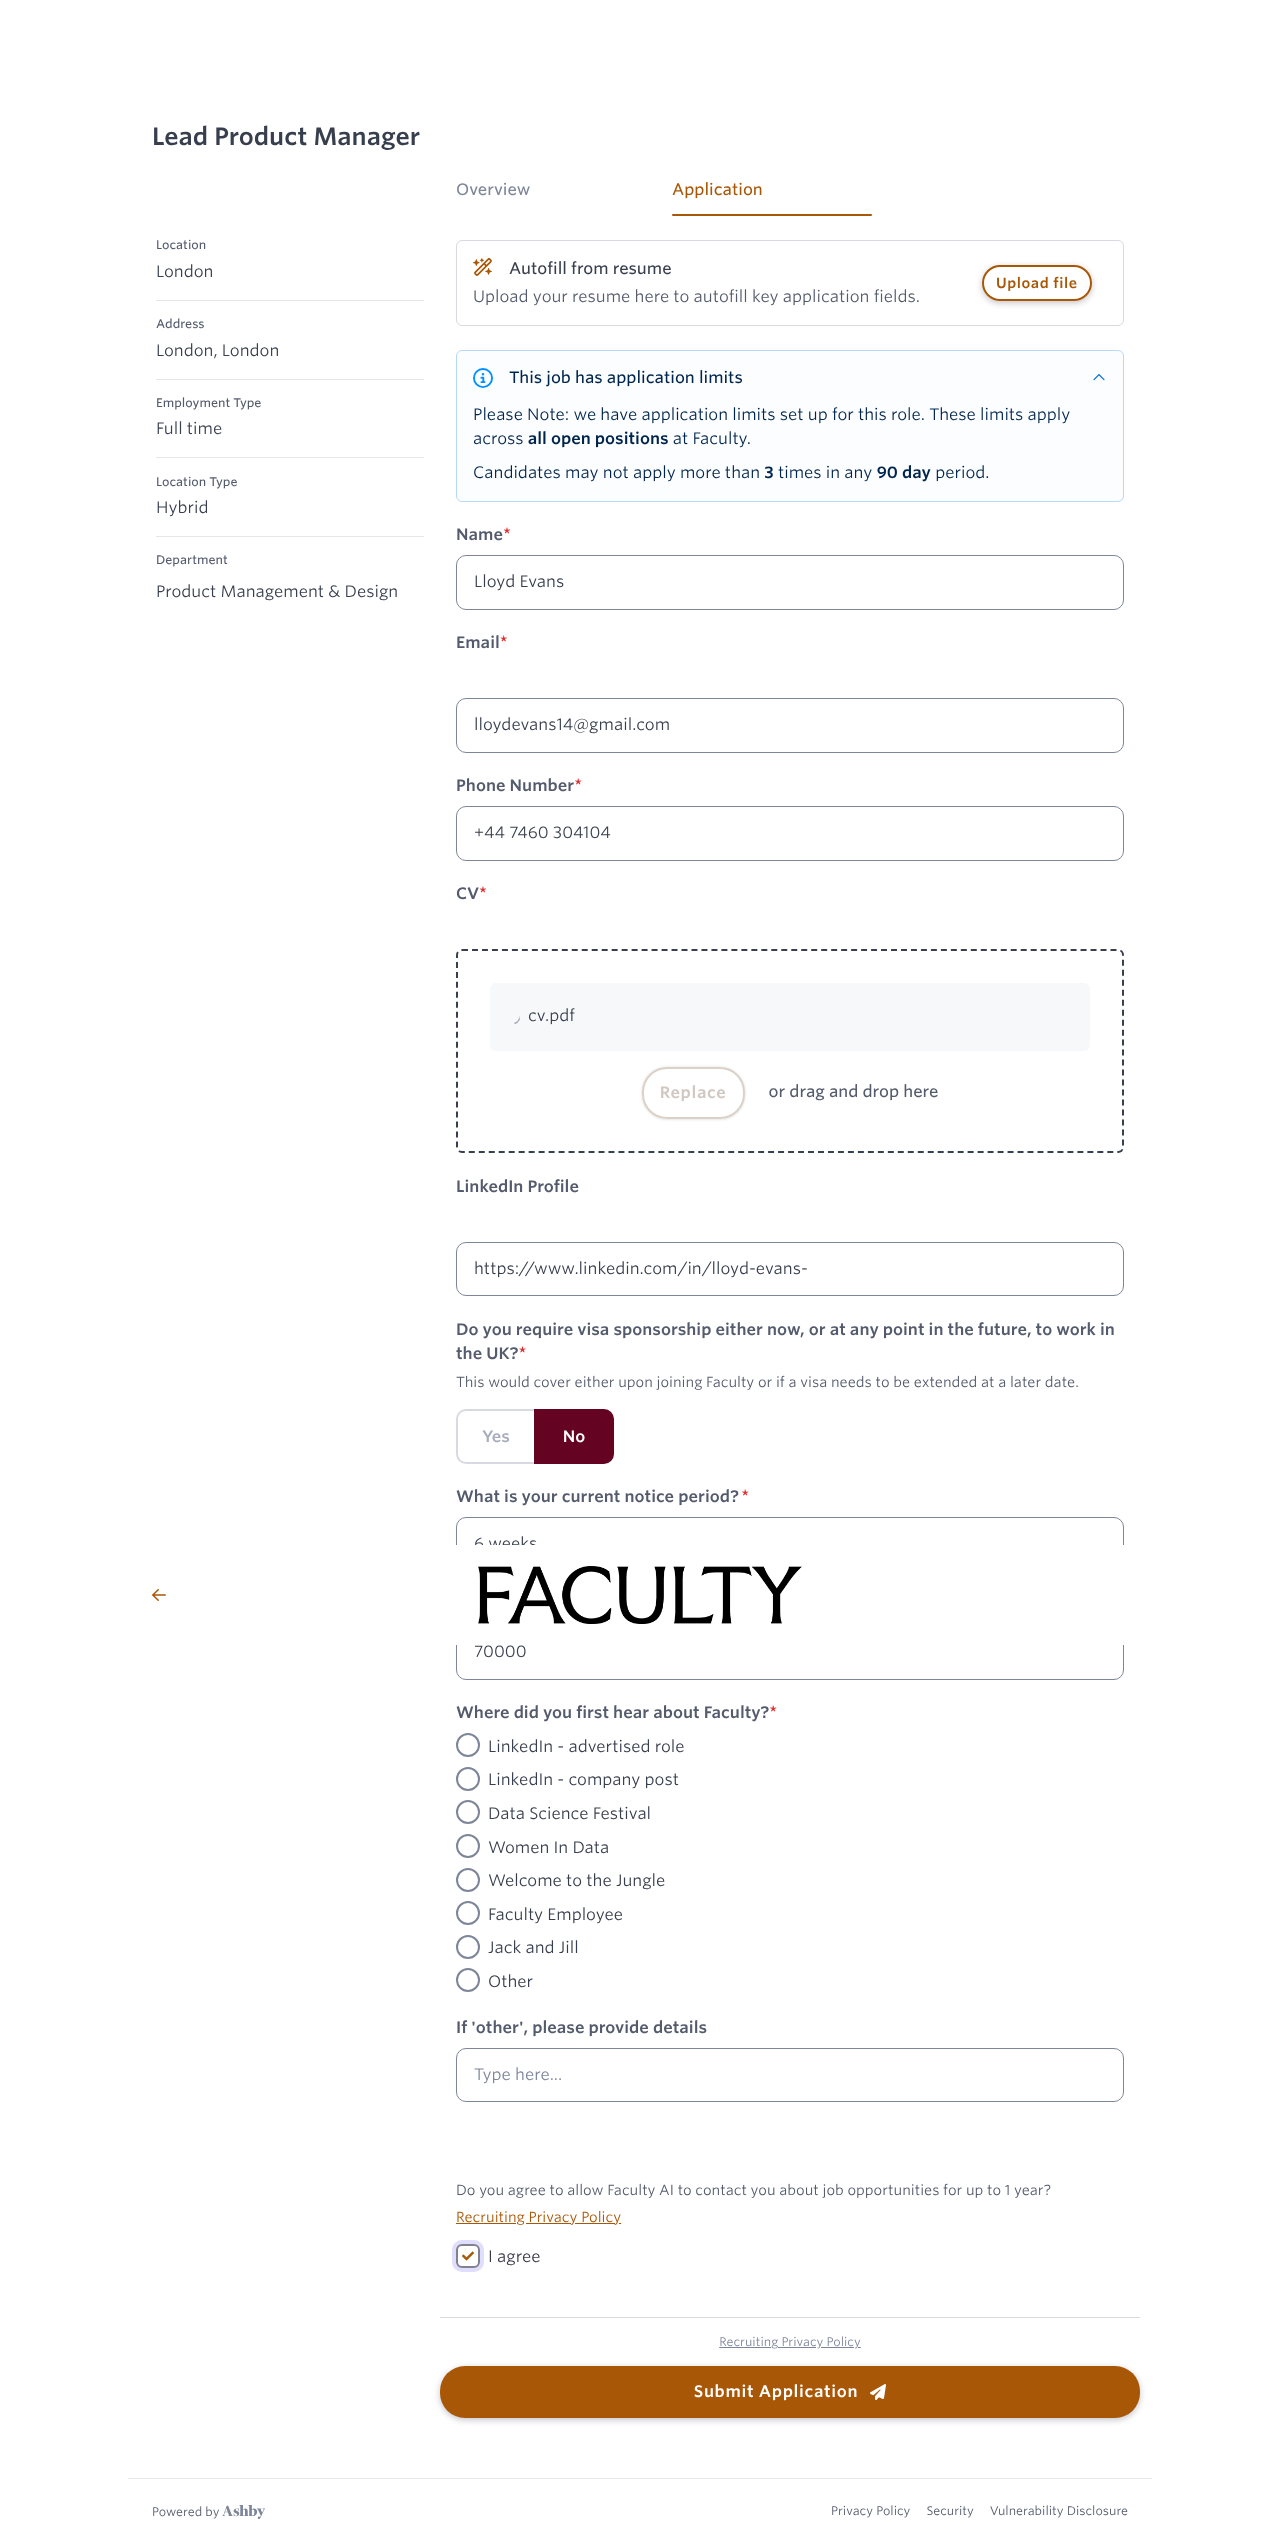 Lead Product Manager
Overview
Application
Location
London
Address
London, London
Employment Type
Full time
Location Type
Hybrid
Department
Product Management & Design
Autofill from resume
Upload your resume here to autofill key application fields.
Upload file
This job has application limits
Please Note: we have application limits set up for this role. These limits apply
across all open positions at Faculty.
Candidates may not apply more than 3 times in any 90 day period.
Name*
Lloyd Evans
Email*
lloydevans14@gmail.com
Phone Number*
+44 7460 304104
CV*
cv.pdf
Replace
or drag and drop here
LinkedIn Profile
https://www.linkedin.com/in/lloyd-evans-
Do you require visa sponsorship either now, or at any point in the future, to work in
the UK?*
This would cover either upon joining Faculty or if a visa needs to be extended at a later date.
Yes
No
What is your current notice period? *
6 weeks
FACULTY
70000
Where did you first hear about Faculty?*
LinkedIn - advertised role
LinkedIn - company post
Data Science Festival
Women In Data
Welcome to the Jungle
Faculty Employee
Jack and Jill
Other
If 'other', please provide details
Type here...
Do you agree to allow Faculty AI to contact you about job opportunities for up to 1 year?
Recruiting Privacy Policy
I agree
Recruiting Privacy Policy
Submit Application
Powered by Ashby
Privacy Policy
Security
Vulnerability Disclosure